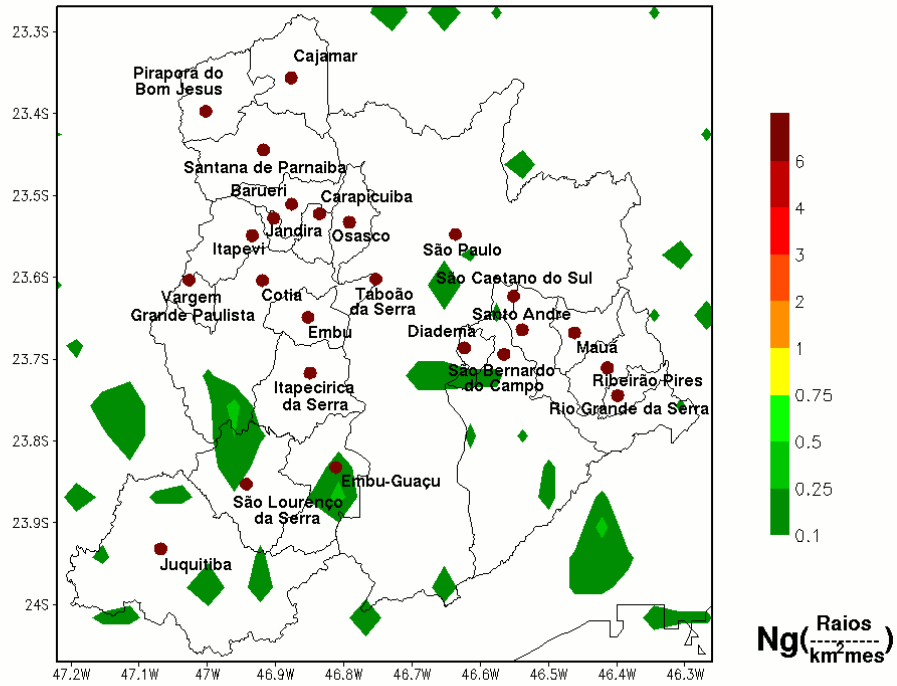 23.3S
Cajamar
Pirapora do
Bom Jesus
23.4S
Santana de Parnaiba
23.5S
Barueri
Carapicuiba
Jandira
Osasco
Itapevi
São Paulo
23.6S
São Caetano do Sul
Vargem
Grande Paulista
Cotia
Taboão
da Serra
Santo Andre
Embu
Diadema
Mauá
23.7S
São Bernardo
do Campo
Itapecirica
da Serra
Ribeirão Pires
Rio Grande da Serra
23.8S
Embu-Guaçu
São Lourenço
da Serra
23.9S
Juquitiba
24S
47.2W
47.1W
47W
46.9W
46.8W
46.7W
46.6W
46.5W
46.4W
46.3W
6
4
3
2
1
0.75
0.5
0.25
0.1
Ng(Raios
--------
km²mes)